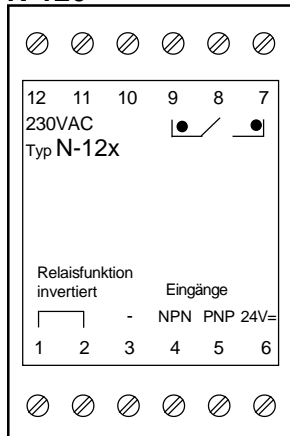 12 11 10 9 8 7
230VAC
Typ N-12x
Relaisfunktion
invertiert
Eingänge
- NPN PNP 24V=
1 2 3 4 5 6